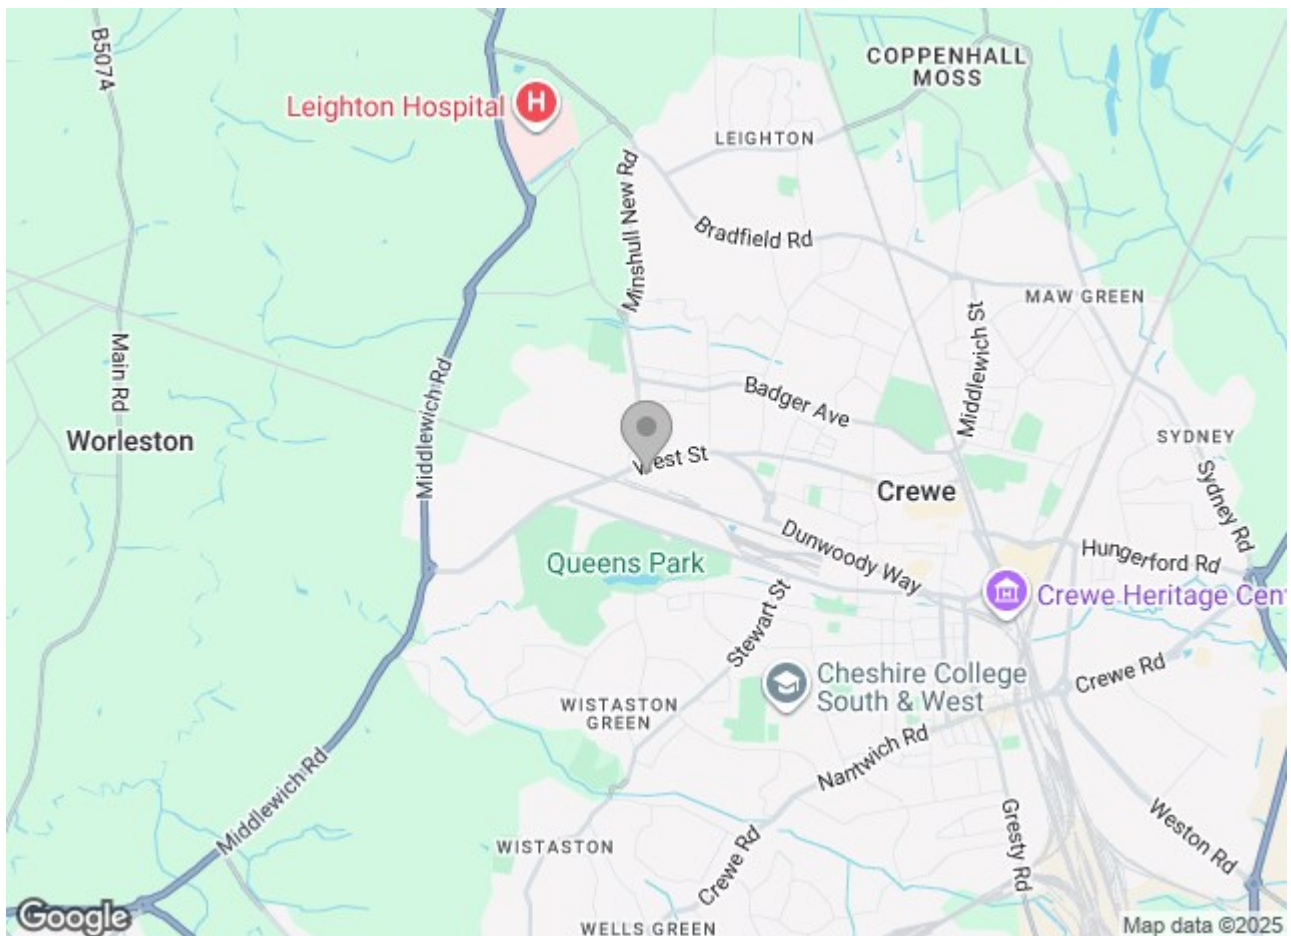 B5074
COPPENHALL
MOSS
Leighton Hospital
H
LEIGHTON
Minshull New Rd
Bradfield Rd
MAW GREEN
Middlewich St
Main Rd
Middlewich Rd
Badger Ave
Worleston
SYDNEY
West St
Crewe
Sydney Rd
Dunwoody Way
Hungerford Rd
Queens Park
Crewe Heritage Cen
Stewart St
Cheshire College
South & West
Crewe Rd
WISTASTON
GREEN
Nantwich Rd
Middlewich Rd
Gresty Rd
Weston Rd
WISTASTON
Crewe Rd
WELLS GREEN
Google
Map data ©2025